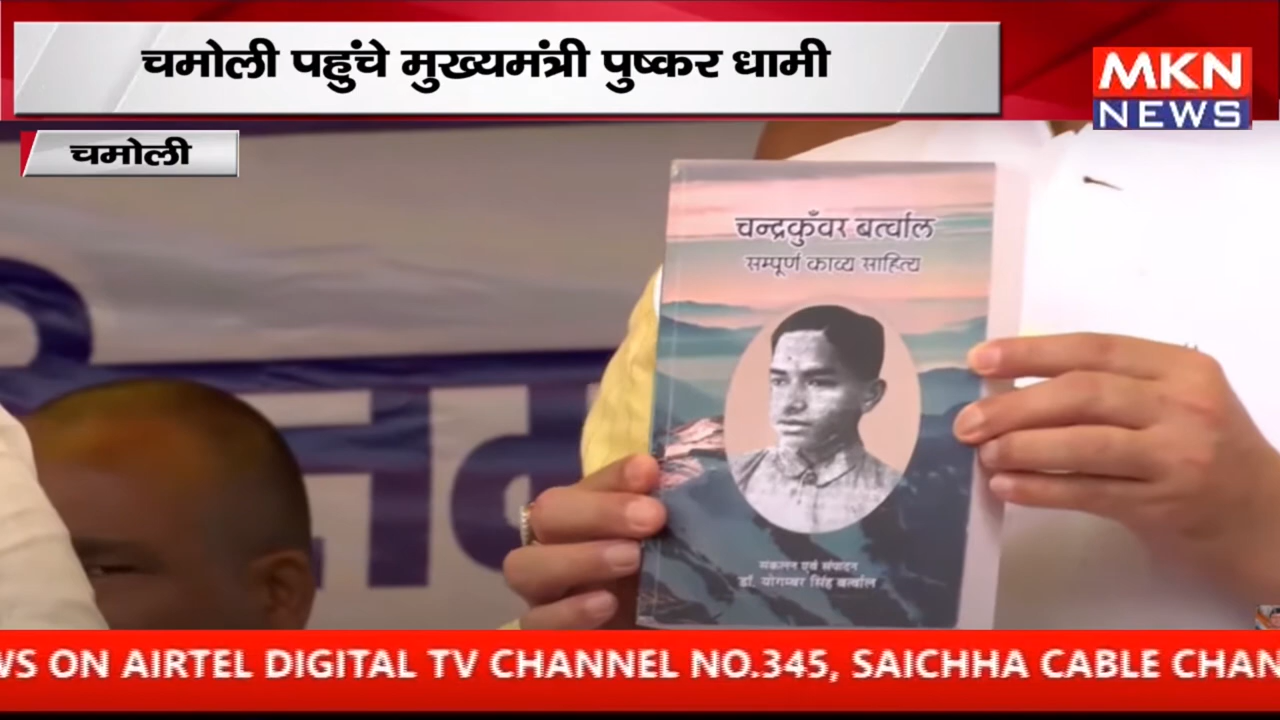 चमोली पहुंचे मुख्यमंत्री पुष्कर धामी
MKN
NEWS
चमोली
चन्द्रकुँवर बर्त्वाल
सम्पूर्ण काव्य साहित्य
संकलन एवं संपादन
डॉ. योगम्बर सिंह बर्त्वाल
WS ON AIRTEL DIGITAL TV CHANNEL NO.345, SAICHHA CABLE CHAN